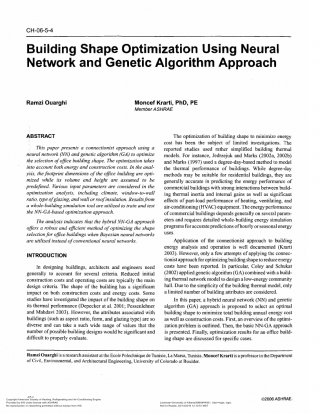 CH-06-5-4
Building Shape Optimization Using Neural
Network and Genetic Algorithm Approach
Ramzi Ouarghi
Moncef Krarti, PhD, PE
Member ASHRAE
ABSTRACT
This paper presents a connectionist approach using a
neural network (NN) and genetic algorithm (GA) to optimize
the selection of office building shape. The optimization takes
into account both energy and construction costs. In the anal-
ysis, the footprint dimensions of the office building are opti-
mized while its volume and height are assumed to be
predefined. Various input parameters are considered in the
optimization analysis, including climate, window-to-wall
ratio, type of glazing, and wall or roof insulation. Results from a
whole-building simulation tool are utilized to train and test
the NN-GA-based optimization approach.
The analysis indicates that the hybrid NN-GA approach
offers a robust and efficient method of optimizing the shape
selection for office buildings when Bayesian neural networks
are utilized instead of conventional neural networks.
INTRODUCTION
In designing buildings, architects and engineers need
generally to account for several criteria. Reduced initial
construction costs and operating costs are typically the main
design criteria. The shape of the building has a significant
impact on both construction costs and energy costs. Some
studies have investigated the impact of the building shape on
its thermal performance (Depecker et al. 2001;
and Mahdavi 2003). However, the attributes associated with
buildings (such as aspect ratio, form, and glazing type) are so
diverse and can take a such wide range of values that the
number of possible building designs would be significant and
difficult to properly evaluate.
The optimization of building shape to minimize energy
cost has been the subject of limited investigations. The
reported studies used rather simplified building thermal
models. For instance, Jedrzejuk and Marks (2002a, 2002b)
and Marks (1997) used a degree-day-based method to model
the thermal performance of buildings. While degree-day
methods may be suitable for residential buildings, they are
generally inaccurate in predicting the energy performance of
commercial buildings with strong interactions between build-
ing thermal inertia and internal gains as well as significant
effects of part-load performance of heating, ventilating, and
air-conditioning (HVAC) equipment. The energy performance
of commercial buildings depends generally on several param-
eters and requires detailed whole-building energy simulation
programs for accurate predictions of hourly or seasonal energy
uses.
Application of the connectionist approach to building
energy analysis and operation is well documented (Krarti
2003). However, only a few attempts of applying the connec-
tionist approach for optimizing building shape to reduce energy
costs have been reported. In particular, Coley and Schukat
(2002) applied genetic algorithm (GA) combined with a build-
ing thermal network model to design a low-energy community
hall. Due to the simplicity of the building thermal model, only
a limited number of building attributes are considered.
In this paper, a hybrid neural network (NN) and genetic
algorithm (GA) approach is proposed to select an optimal
building shape to minimize total building annual energy cost
as well as construction costs. First, an overview of the optimi-
zation problem is outlined. Then, the basic NN-GA approach
is presented. Finally, optimization results for an office build-
ing shape are discussed for specific cases.
Ramzi Ouarghi is a research assistant at the Ecole Polytechnique de Tunisie, La Marsa, Tunisia. Moncef Krarti is a professor in the Department
of Civil, Environmental, and Architectural Engineering, University of Colorado at Boulder.
©2006 ASHRAE.